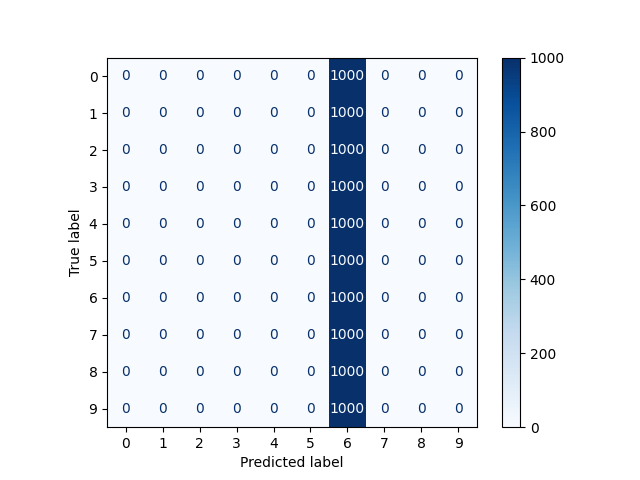 0 0 0 0 0 0 0 1000 0 0 0
1 0 0 0 0 0 0 1000 0 0 0
2 0 0 0 0 0 0 1000 0 0 0
3 0 0 0 0 0 0 1000 0 0 0
4 0 0 0 0 0 0 1000 0 0 0
5 0 0 0 0 0 0 1000 0 0 0
6 0 0 0 0 0 0 1000 0 0 0
7 0 0 0 0 0 0 1000 0 0 0
8 0 0 0 0 0 0 1000 0 0 0
9 0 0 0 0 0 0 1000 0 0 0
0 1 2 3 4 5 6 7 8 9
Predicted label
True label
1000
800
600
400
200
0